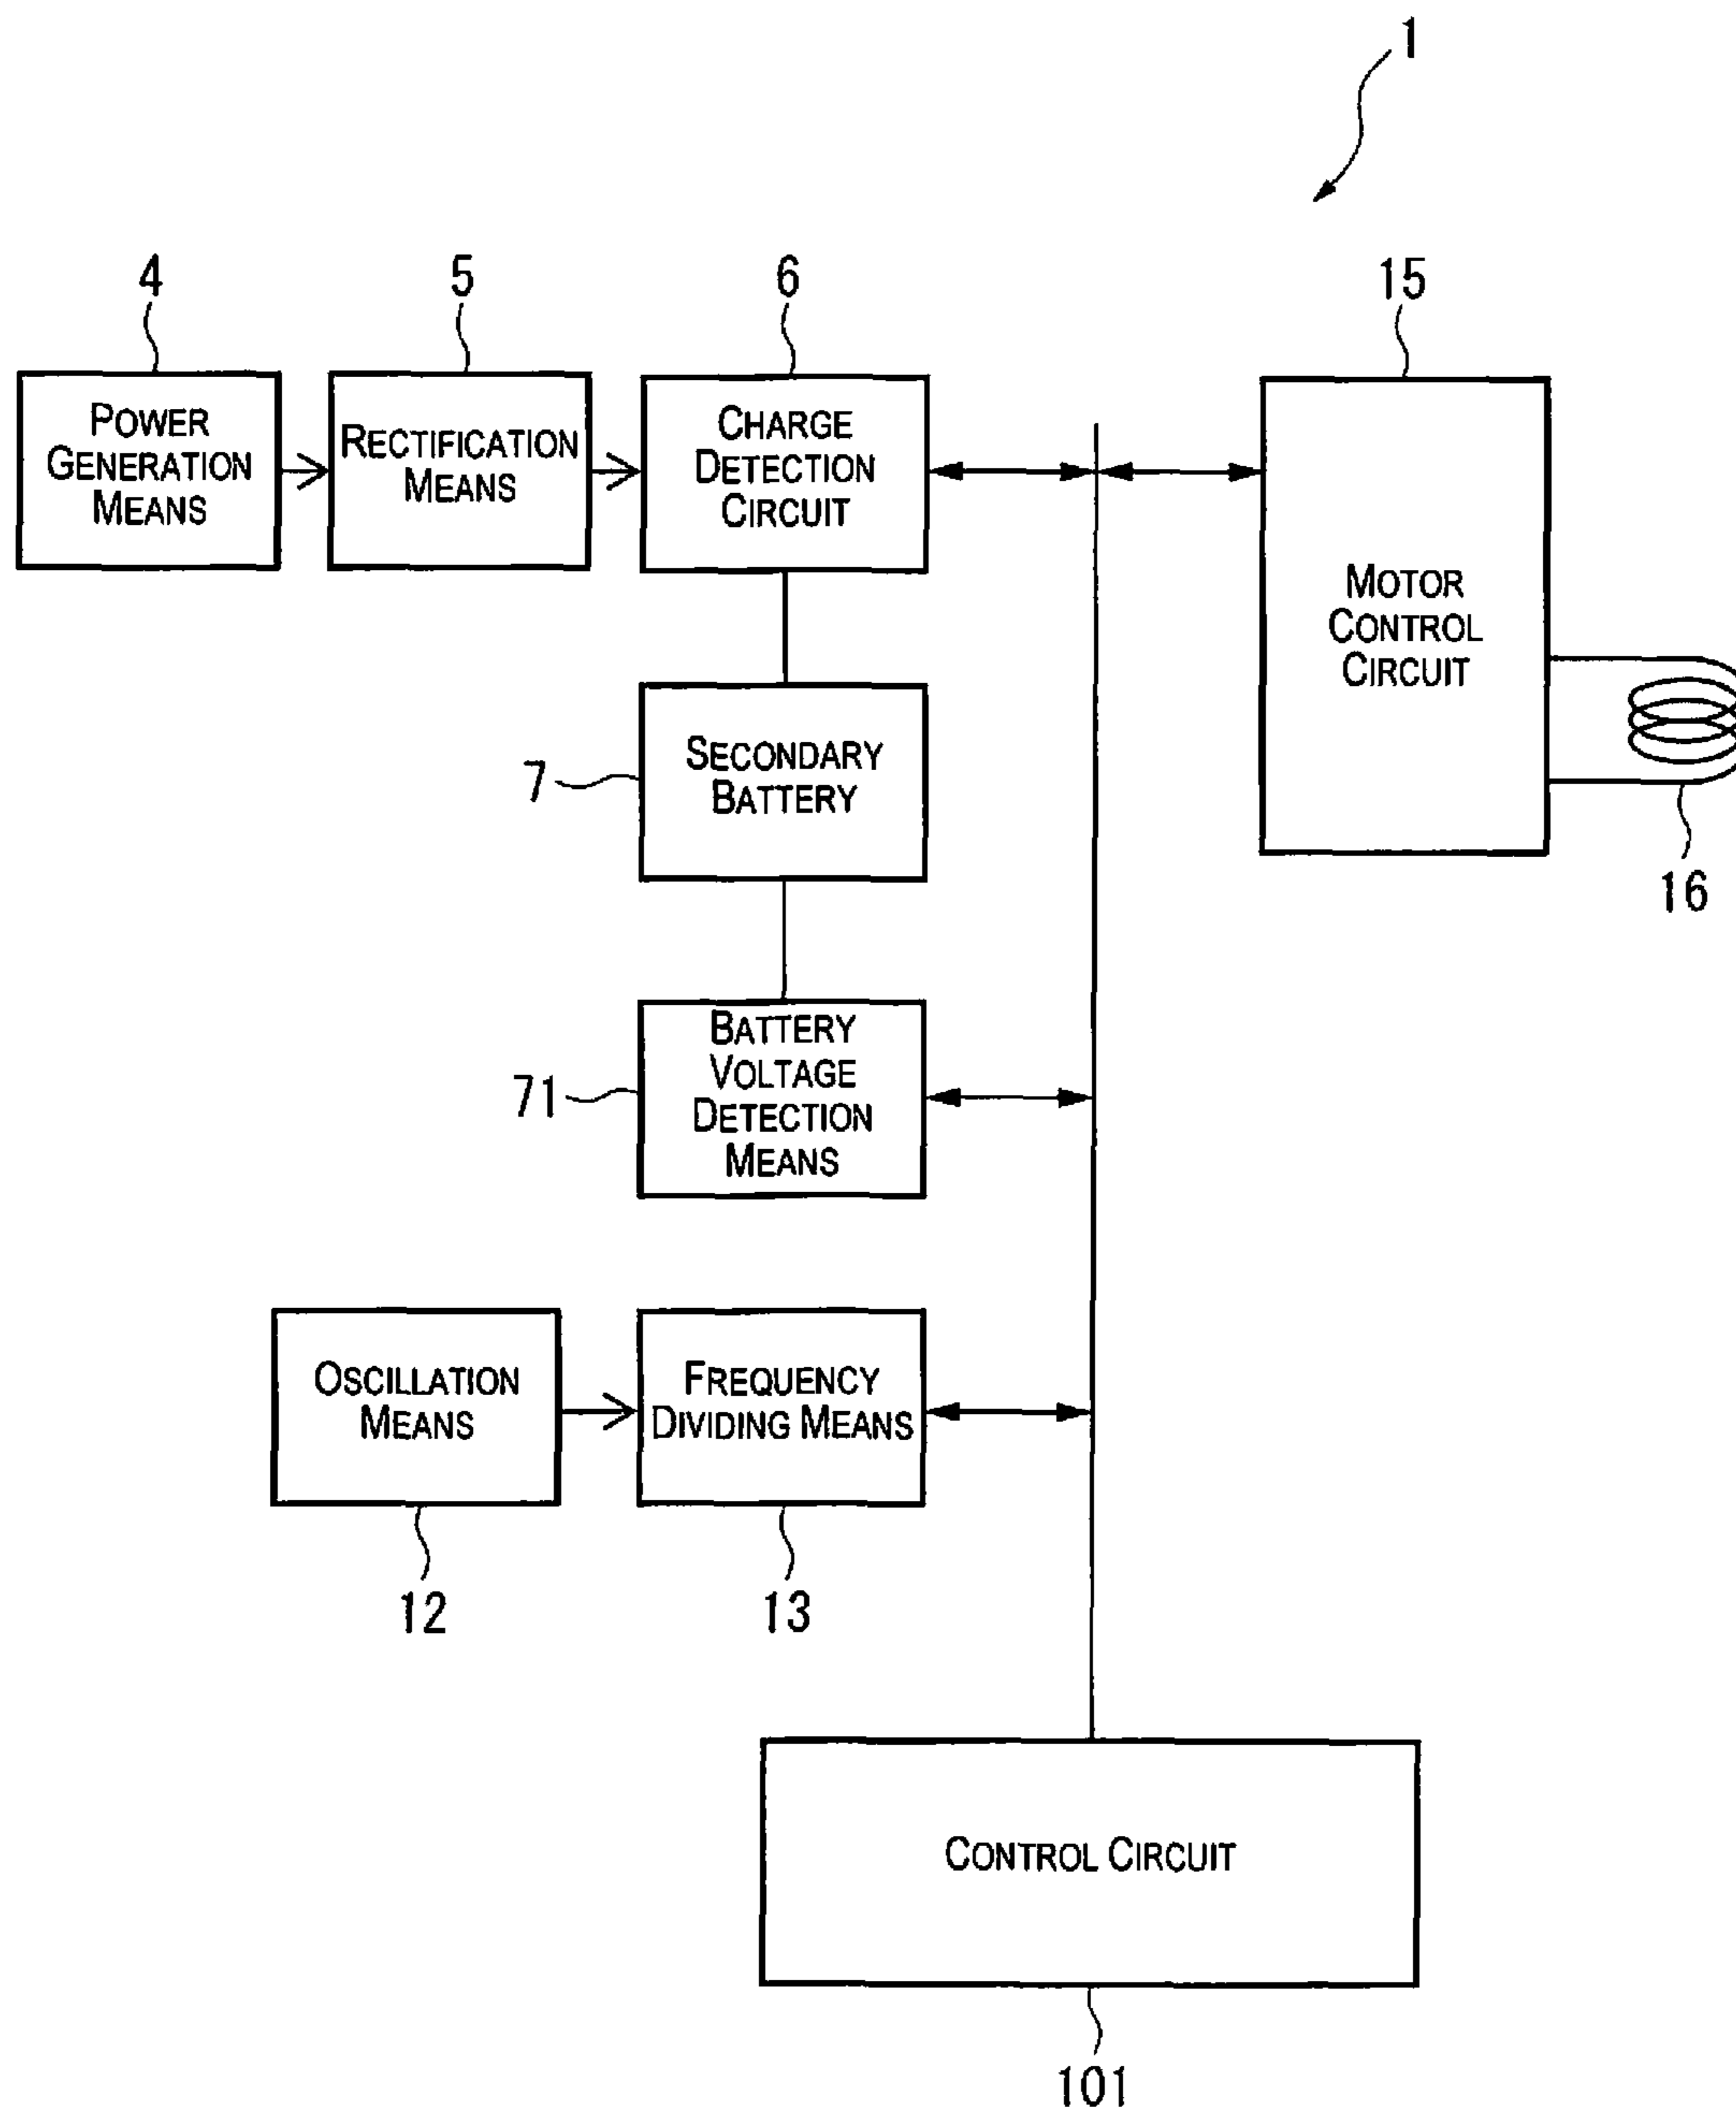 1
4
5
6
15
POWER
GENERATION
MEANS
RECTIFICATION
MEANS
CHARGE
DETECTION
CIRCUIT
MOTOR
CONTROL
CIRCUIT
7
SECONDARY
BATTERY
16
71
BATTERY
VOLTAGE
DETECTION
MEANS
OSCILLATION
MEANS
FREQUENCY
DIVIDING MEANS
12
13
CONTROL CIRCUIT
101